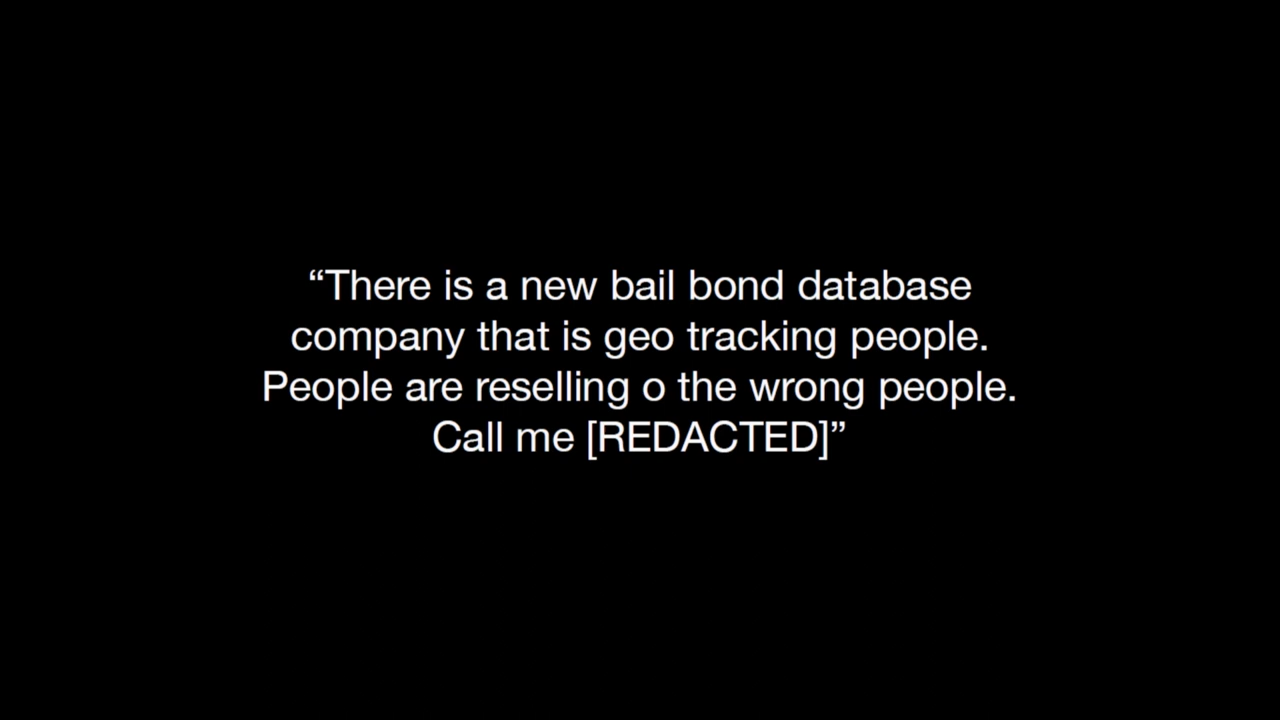 “There is a new bail bond database
company that is geo tracking people.
People are reselling o the wrong people.
Call me [REDACTED]”